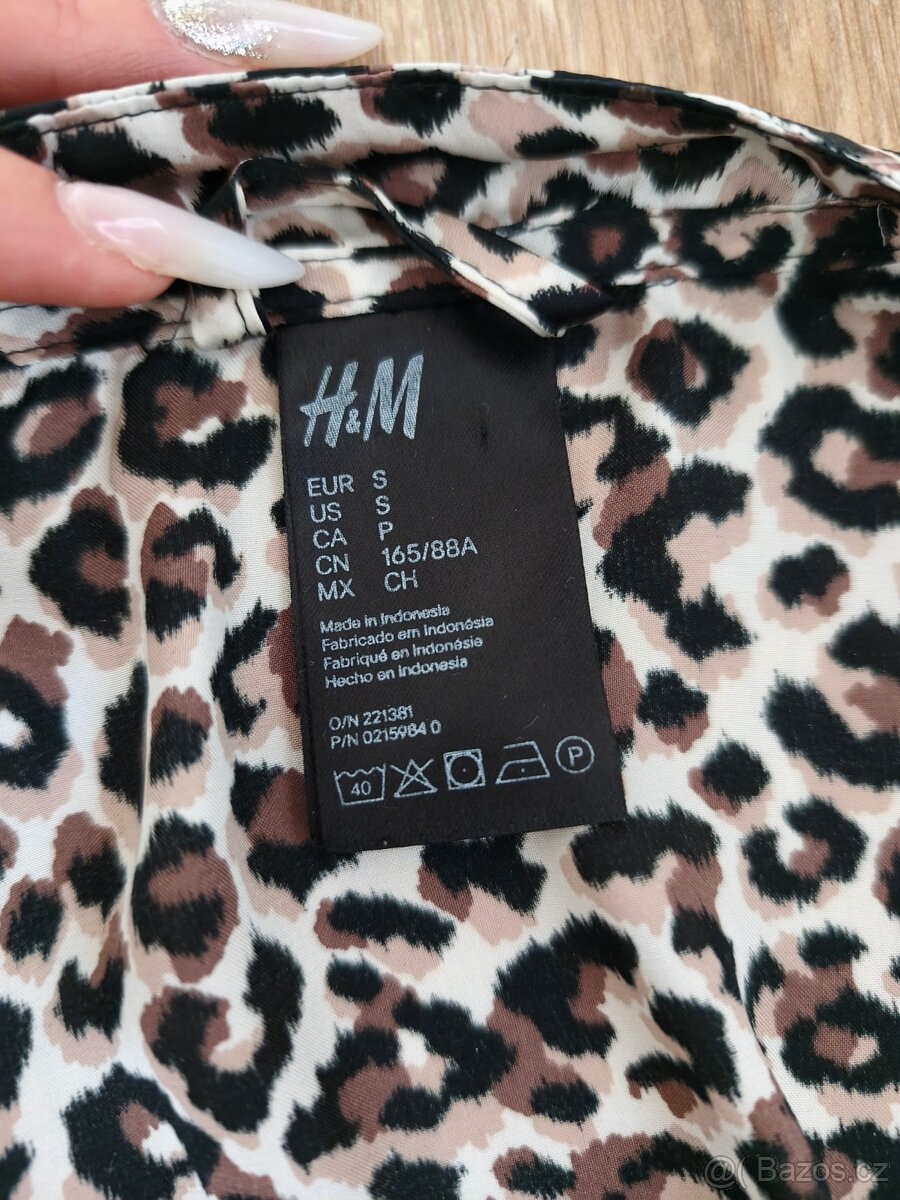 H&M
EUR S
US S
CA P
CN 165/88A
MX CH
Made in Indonesia
Fabricado em Indonésia
Fabriqué en Indonésie
Hecho en Indonesia
O/N 221381
P/N 0215984 0
40 P
Bazos.cz